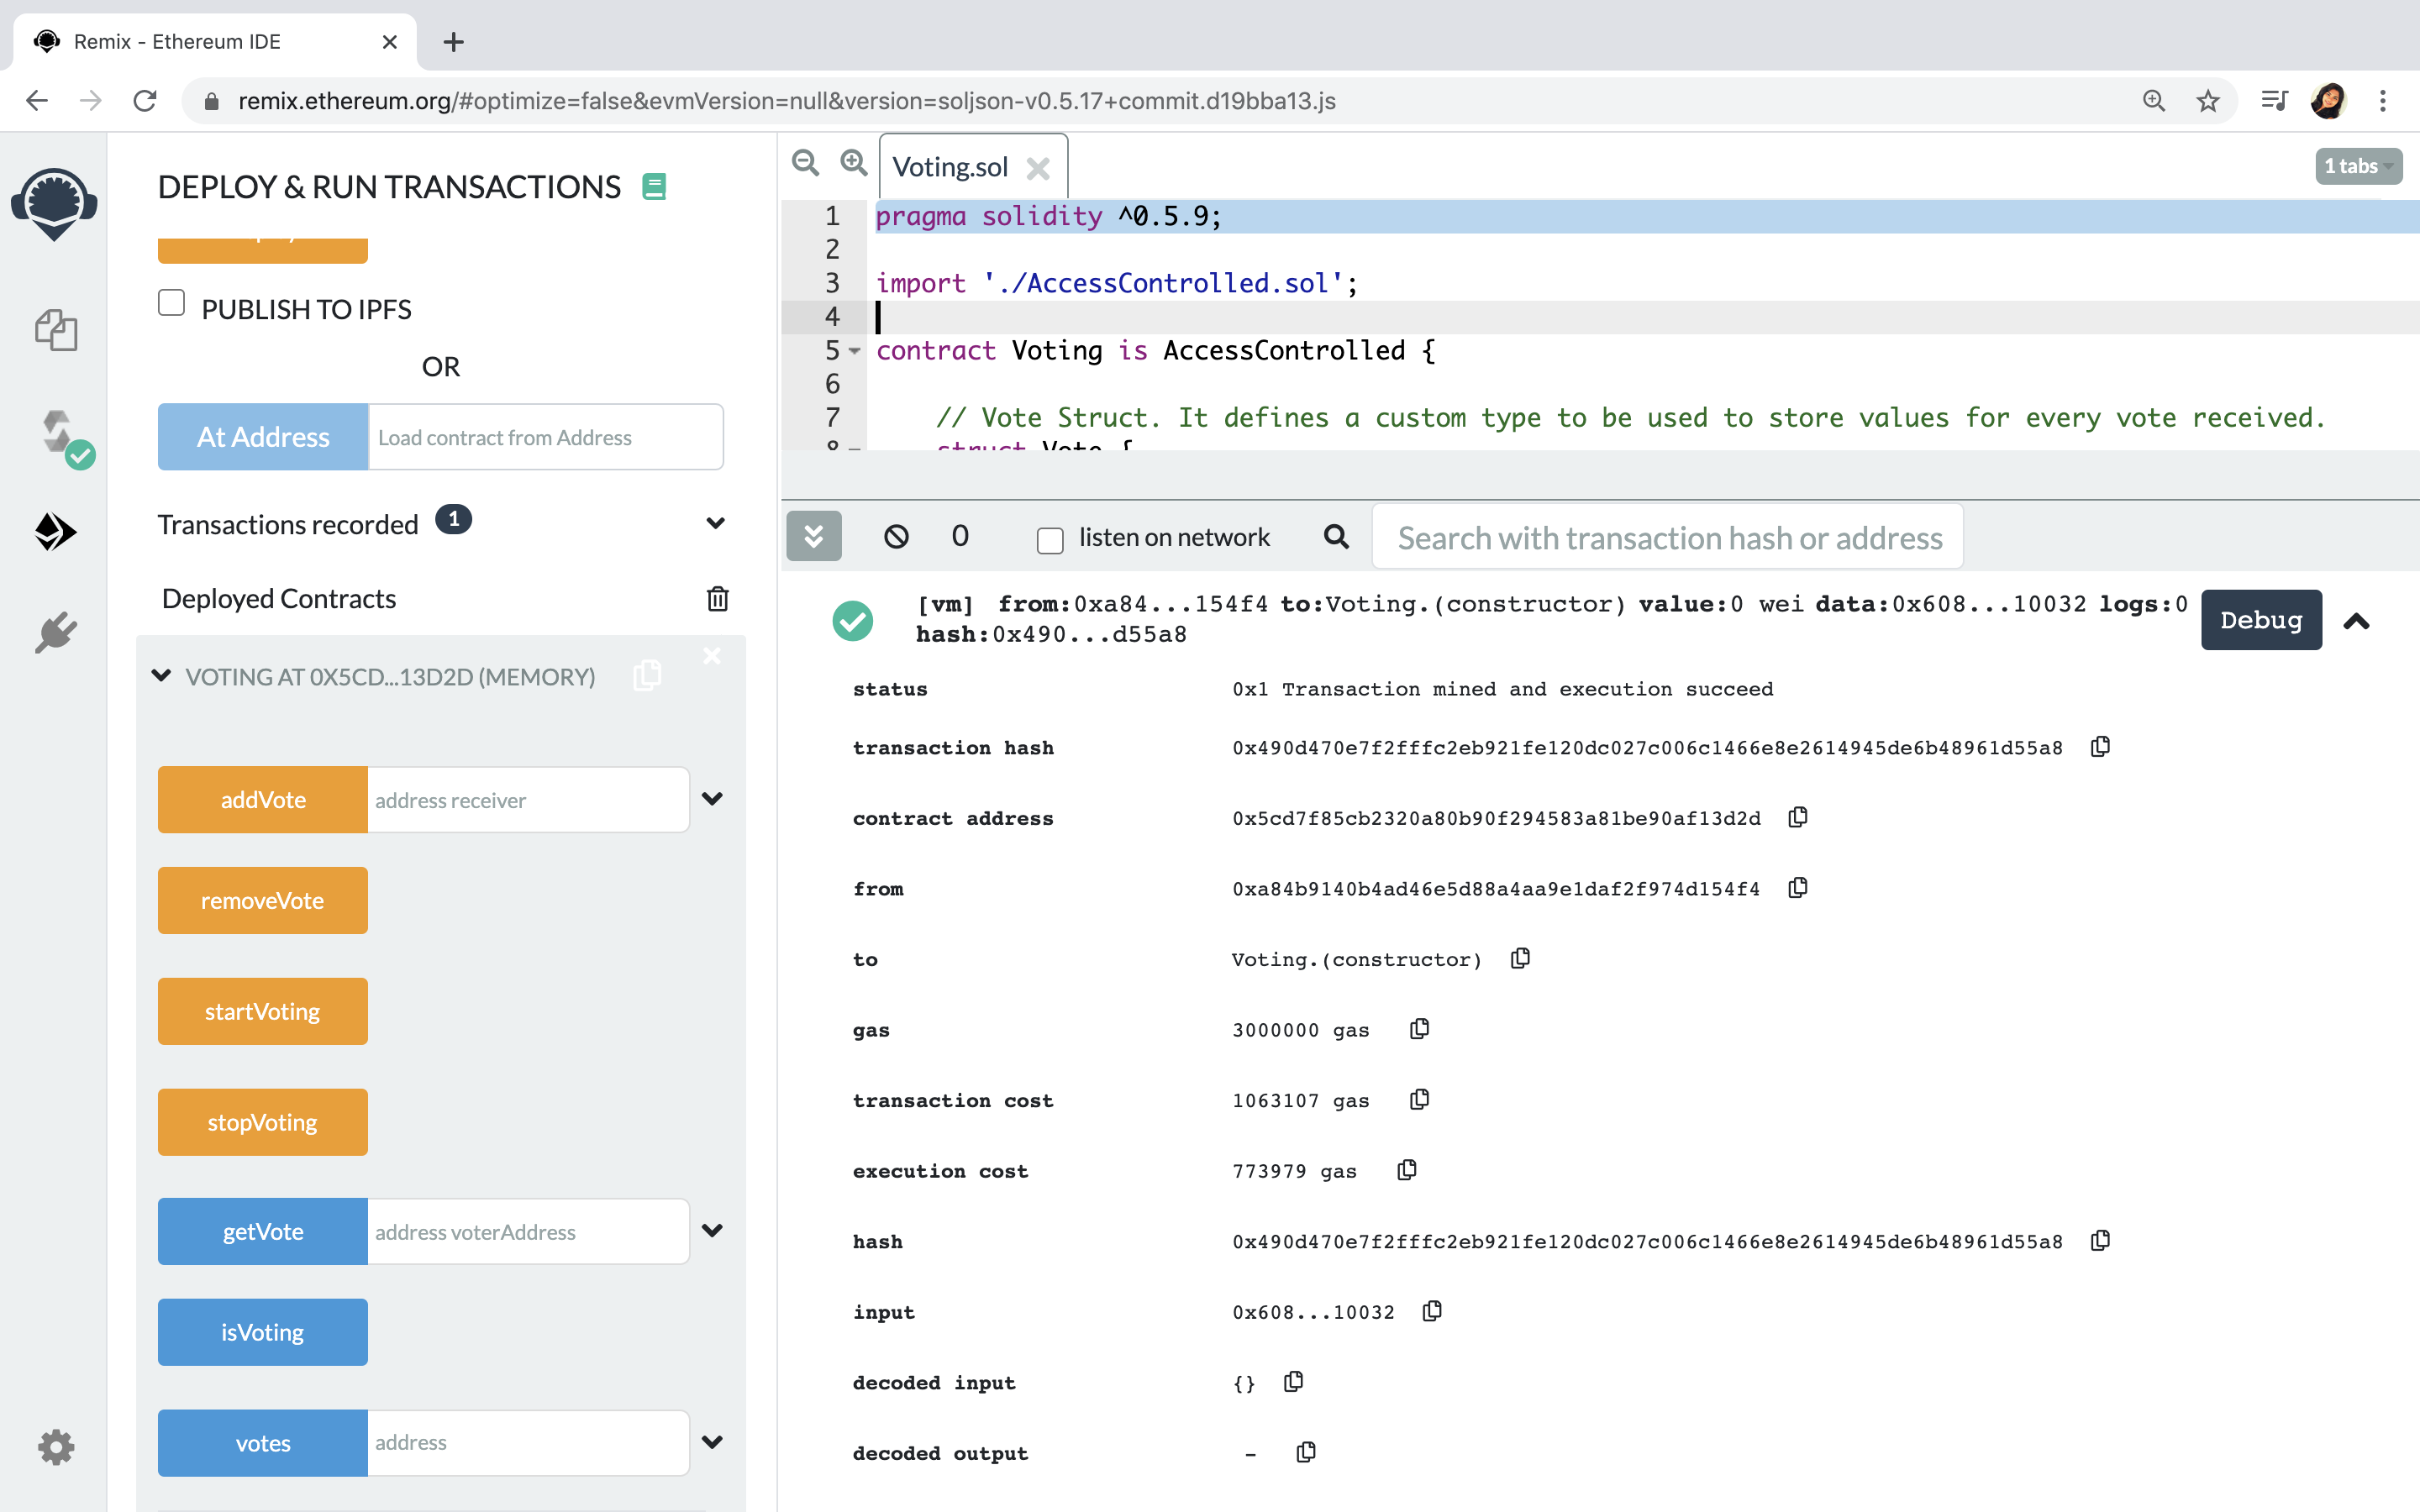 Remix - Ethereum IDE
remix.ethereum.org/#optimize=false&evmVersion=null&version=soljson-v0.5.17+commit.d19bba13.js
DEPLOY & RUN TRANSACTIONS
PUBLISH TO IPFS
OR
At Address Load contract from Address
Transactions recorded 1
Deployed Contracts
VOTING AT 0X5CD...13D2D (MEMORY)
addVote address receiver
removeVote
startVoting
stopVoting
getVote address voterAddress
isVoting
votes address
Voting.sol
1 tabs
1 pragma solidity ^0.5.9;
2
3 import './AccessControlled.sol';
4
5 contract Voting is AccessControlled {
6
7 // Vote Struct. It defines a custom type to be used to store values for every vote received.
8 struct Vote {
0 listen on network Search with transaction hash or address
[vm] from:0xa84...154f4 to:Voting.(constructor) value:0 wei data:0x608...10032 logs:0
hash:0x490...d55a8
Debug
status 0x1 Transaction mined and execution succeed
transaction hash 0x490d470e7f2fffc2eb921fe120dc027c006c1466e8e2614945de6b48961d55a8
contract address 0x5cd7f85cb2320a80b90f294583a81be90af13d2d
from 0xa84b9140b4ad46e5d88a4aa9e1daf2f974d154f4
to Voting.(constructor)
gas 3000000 gas
transaction cost 1063107 gas
execution cost 773979 gas
hash 0x490d470e7f2fffc2eb921fe120dc027c006c1466e8e2614945de6b48961d55a8
input 0x608...10032
decoded input {}
decoded output -